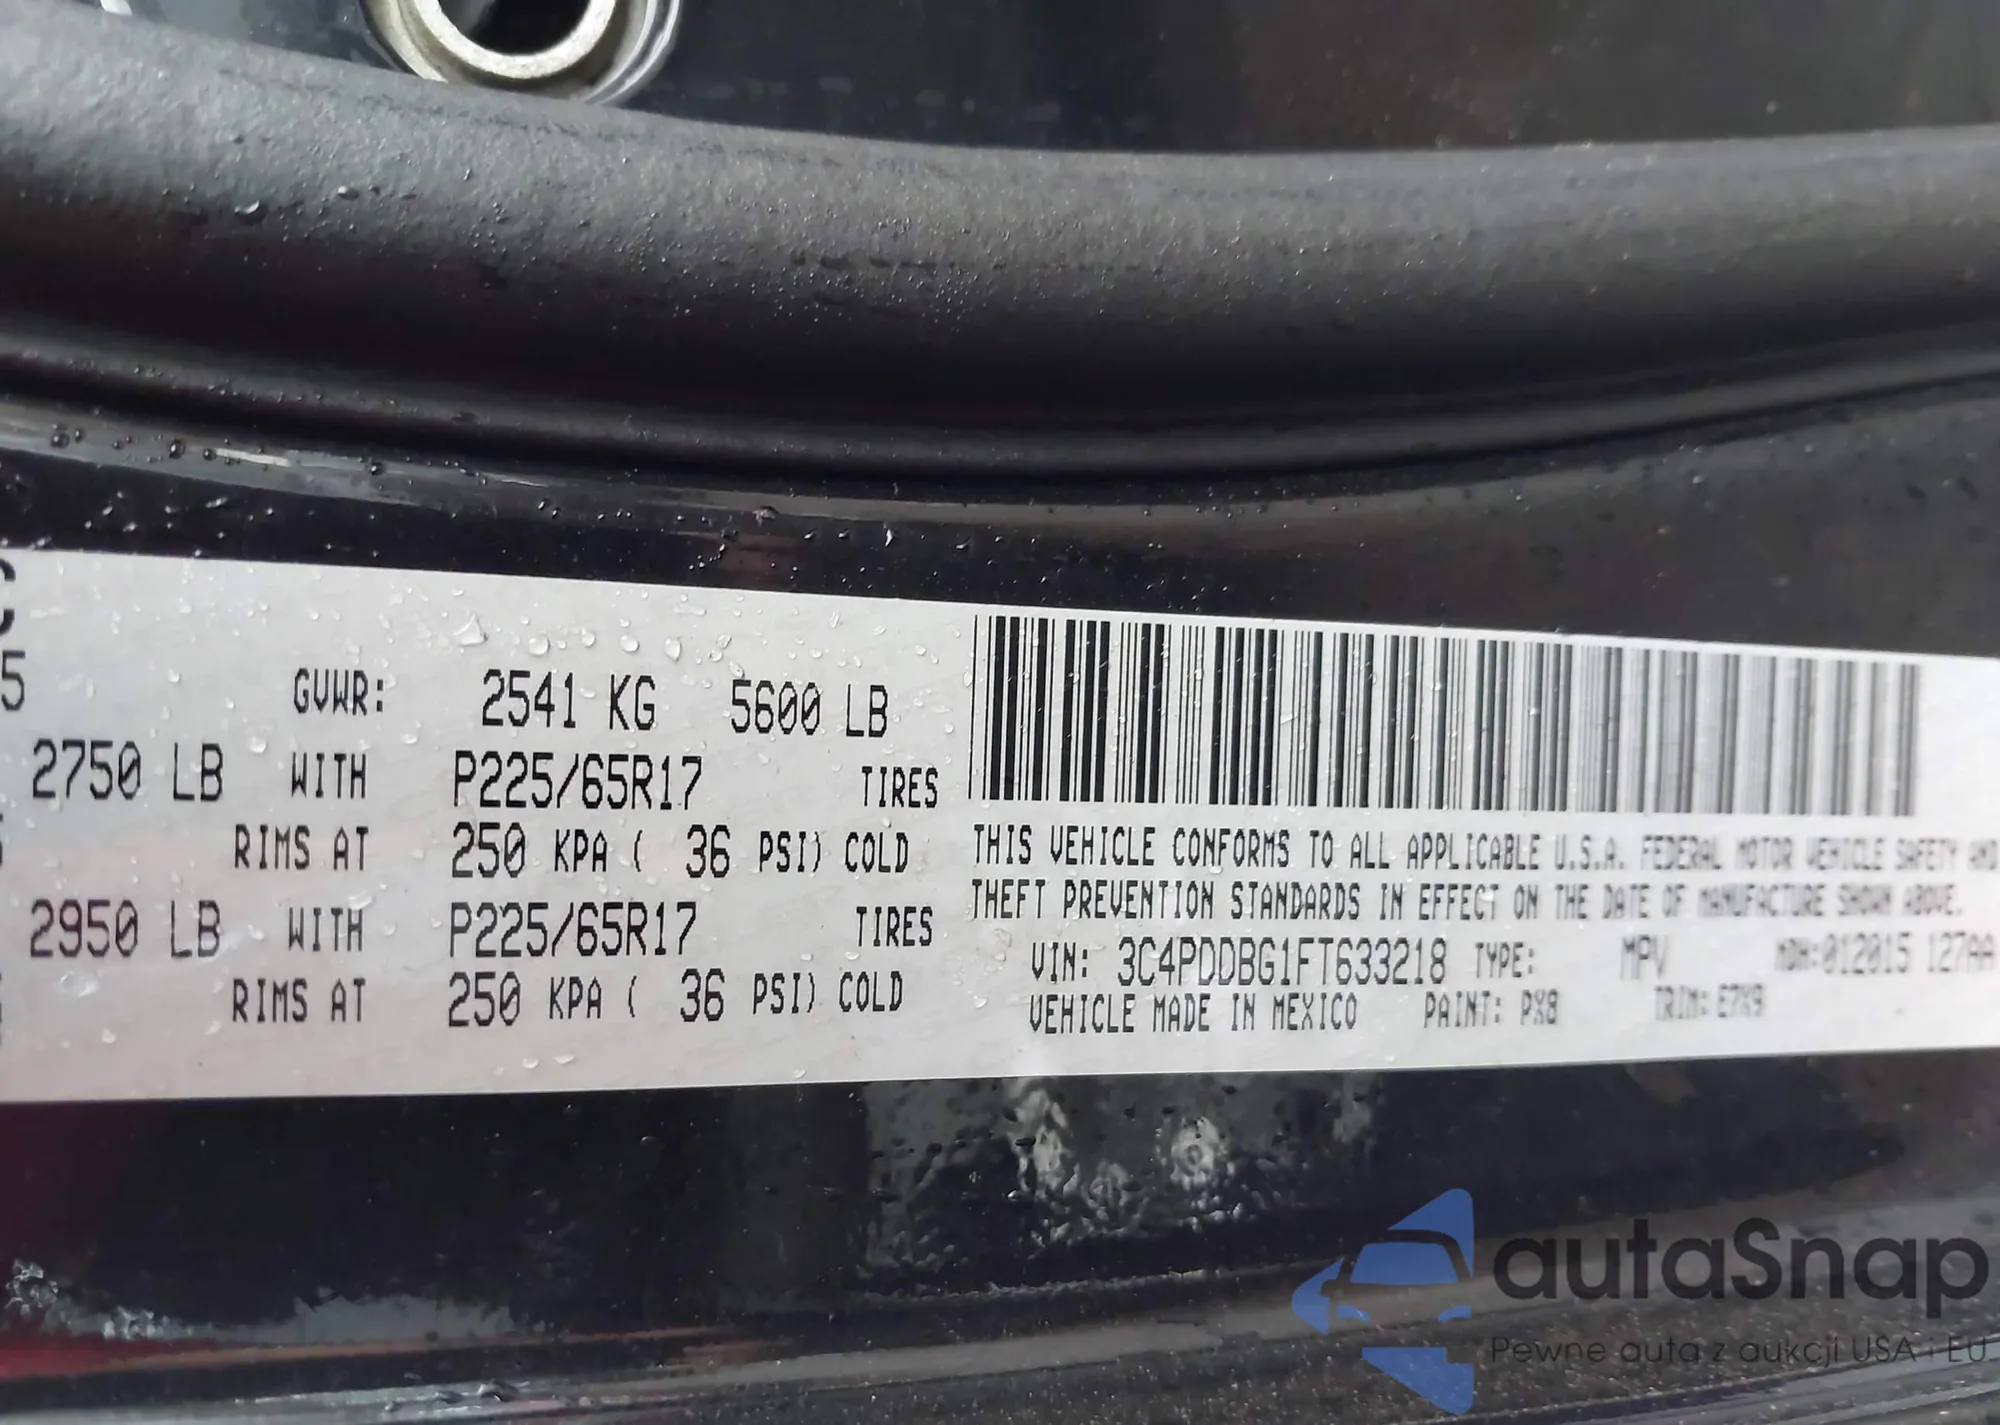 C
5 GVWR: 2541 KG 5600 LB
2750 LB WITH P225/65R17 TIRES
RIMS AT 250 KPA ( 36 PSI) COLD
2950 LB WITH P225/65R17 TIRES
RIMS AT 250 KPA ( 36 PSI) COLD
THIS VEHICLE CONFORMS TO ALL APPLICABLE U.S.A. FEDERAL MOTOR VEHICLE SAFETY AND
THEFT PREVENTION STANDARDS IN EFFECT ON THE DATE OF MANUFACTURE SHOWN ABOVE.
VIN: 3C4PDDBG1FT633218 TYPE: MPV MDH:012015 127AA
VEHICLE MADE IN MEXICO PAINT: PX8 TRIM: E7X9
autaSnap
Pewne auta z aukcji USA i EU